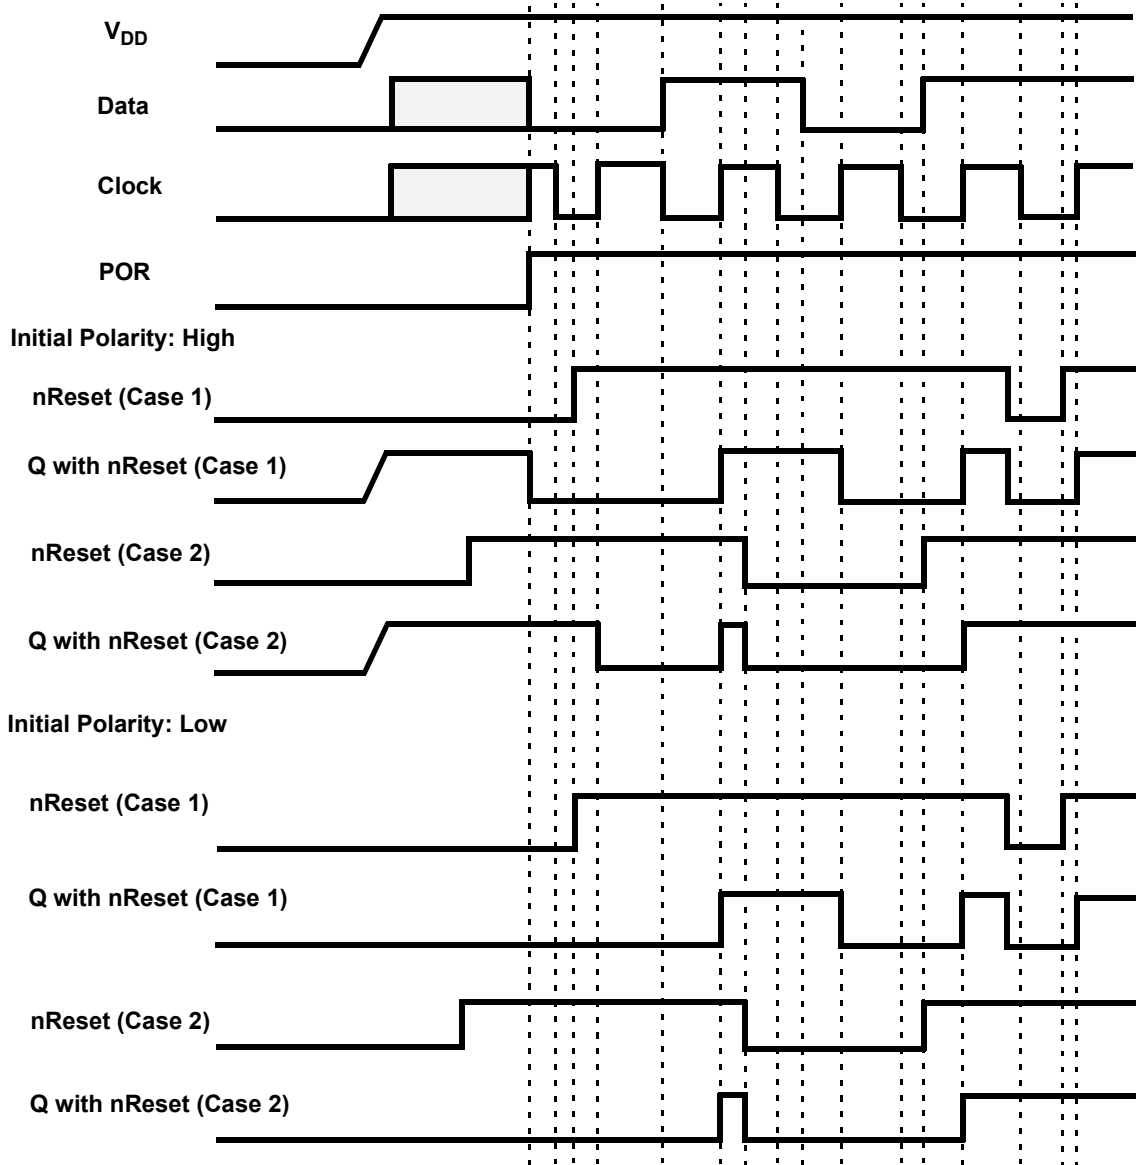 VDD
Data
Clock
POR
Initial Polarity: High
nReset (Case 1)
Q with nReset (Case 1)
nReset (Case 2)
Q with nReset (Case 2)
Initial Polarity: Low
nReset (Case 1)
Q with nReset (Case 1)
nReset (Case 2)
Q with nReset (Case 2)